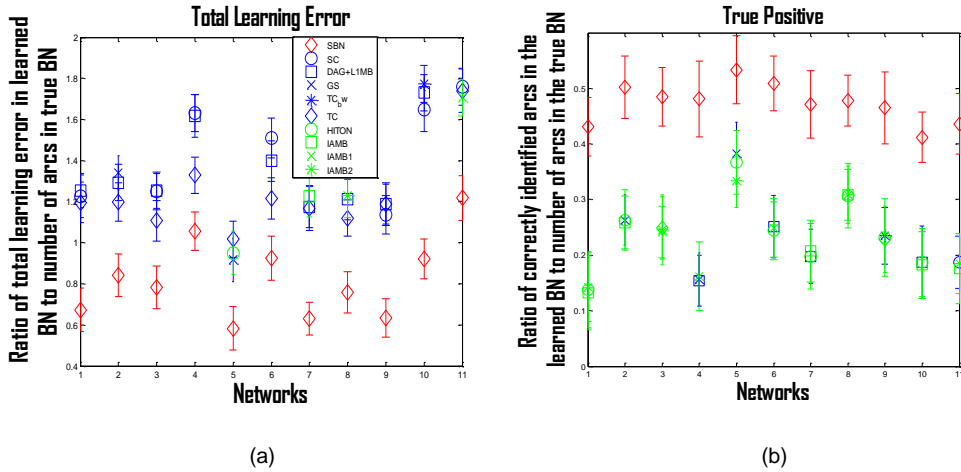 Total Learning Error
Ratio of total learning error in learned
BN to number of arcs in true BN
2
1.8
1.6
1.4
1.2
1
0.8
0.6
0.4
1 2 3 4 5 6 7 8 9 10 11
Networks
SBN
SC
DAG+L1MB
GS
TC_bw
TC
HITON
IAMB
IAMB1
IAMB2
(a)
True Positive
Ratio of correctly identified arcs in the
learned BN to number of arcs in the true BN
0.5
0.4
0.3
0.2
0.1
0
1 2 3 4 5 6 7 8 9 10 11
Networks
(b)